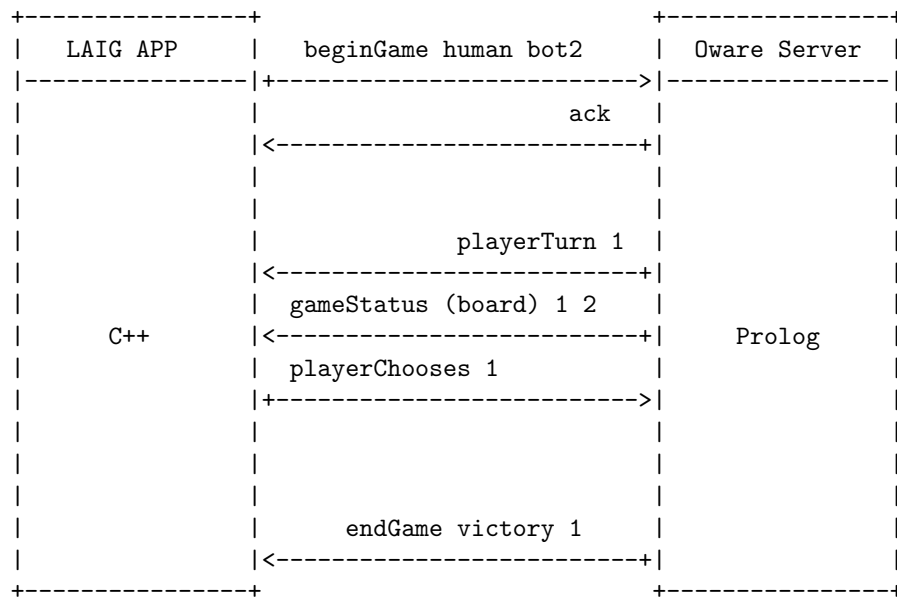 LAIG APP beginGame human bot2 Oware Server
ack
playerTurn 1
gameStatus (board) 1 2
C++ Prolog
playerChooses 1
endGame victory 1